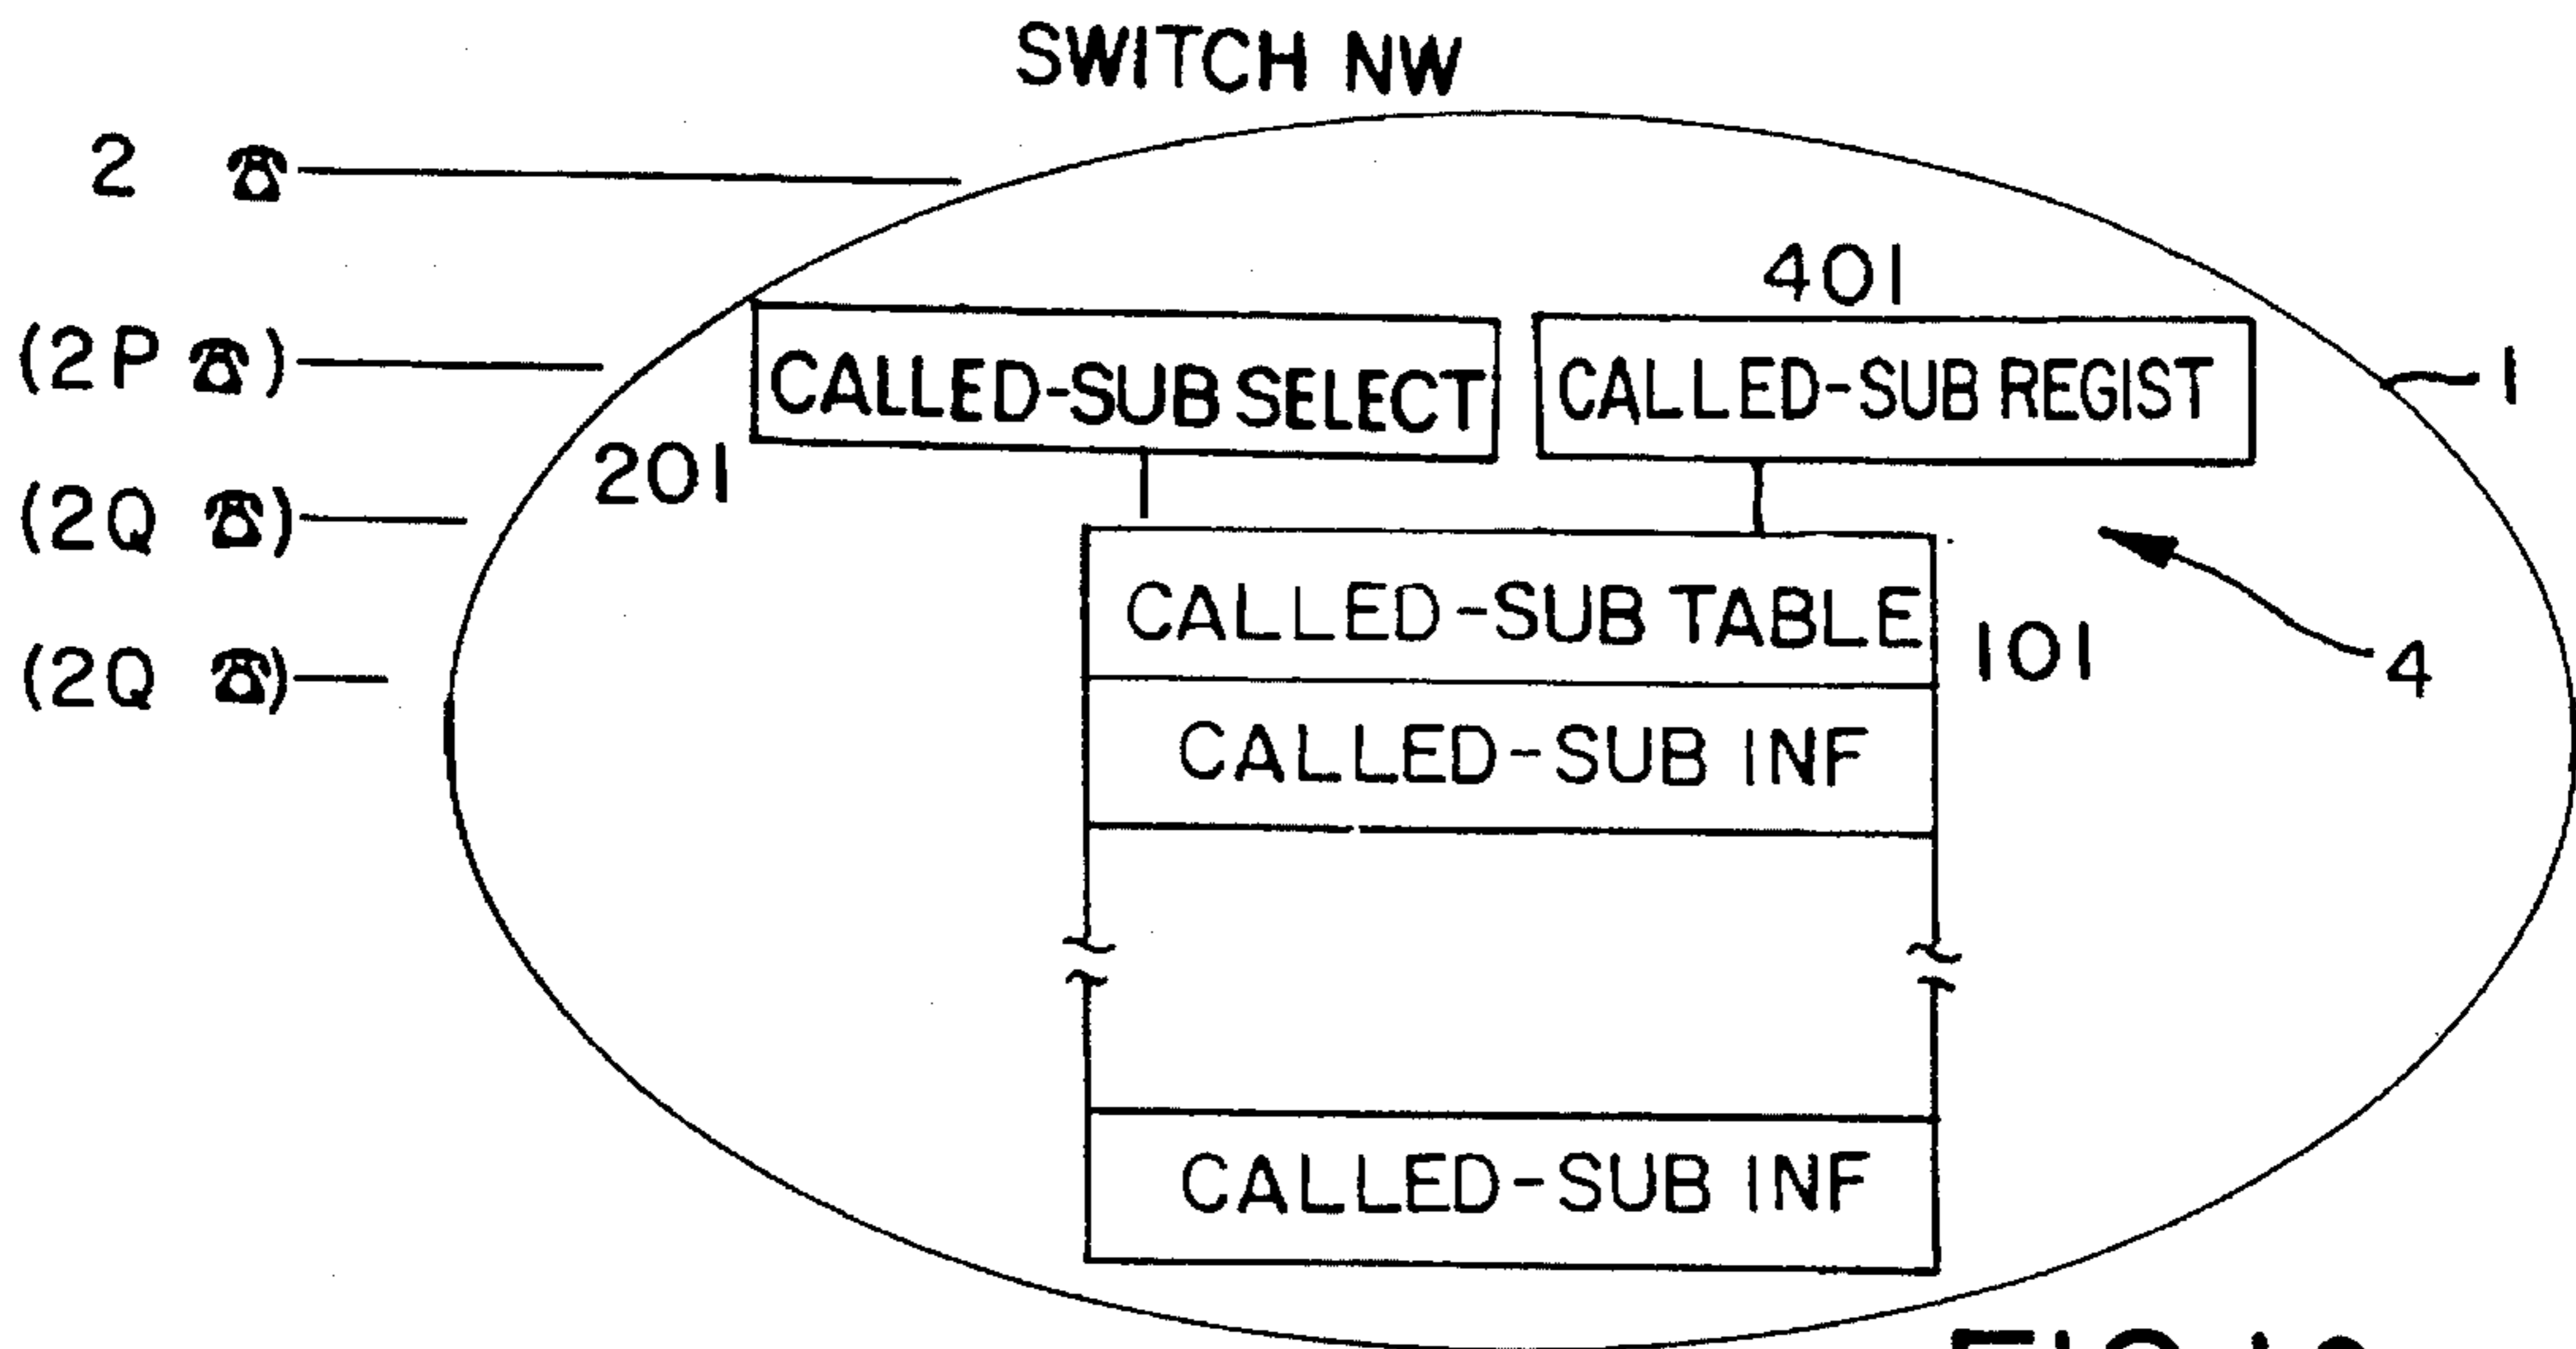 SWITCH NW
2
401
(2P )
CALLED-SUB SELECT
CALLED-SUB REGIST
1
201
(2Q )
CALLED-SUB TABLE
101
(2Q )
4
CALLED-SUB INF
CALLED-SUB INF